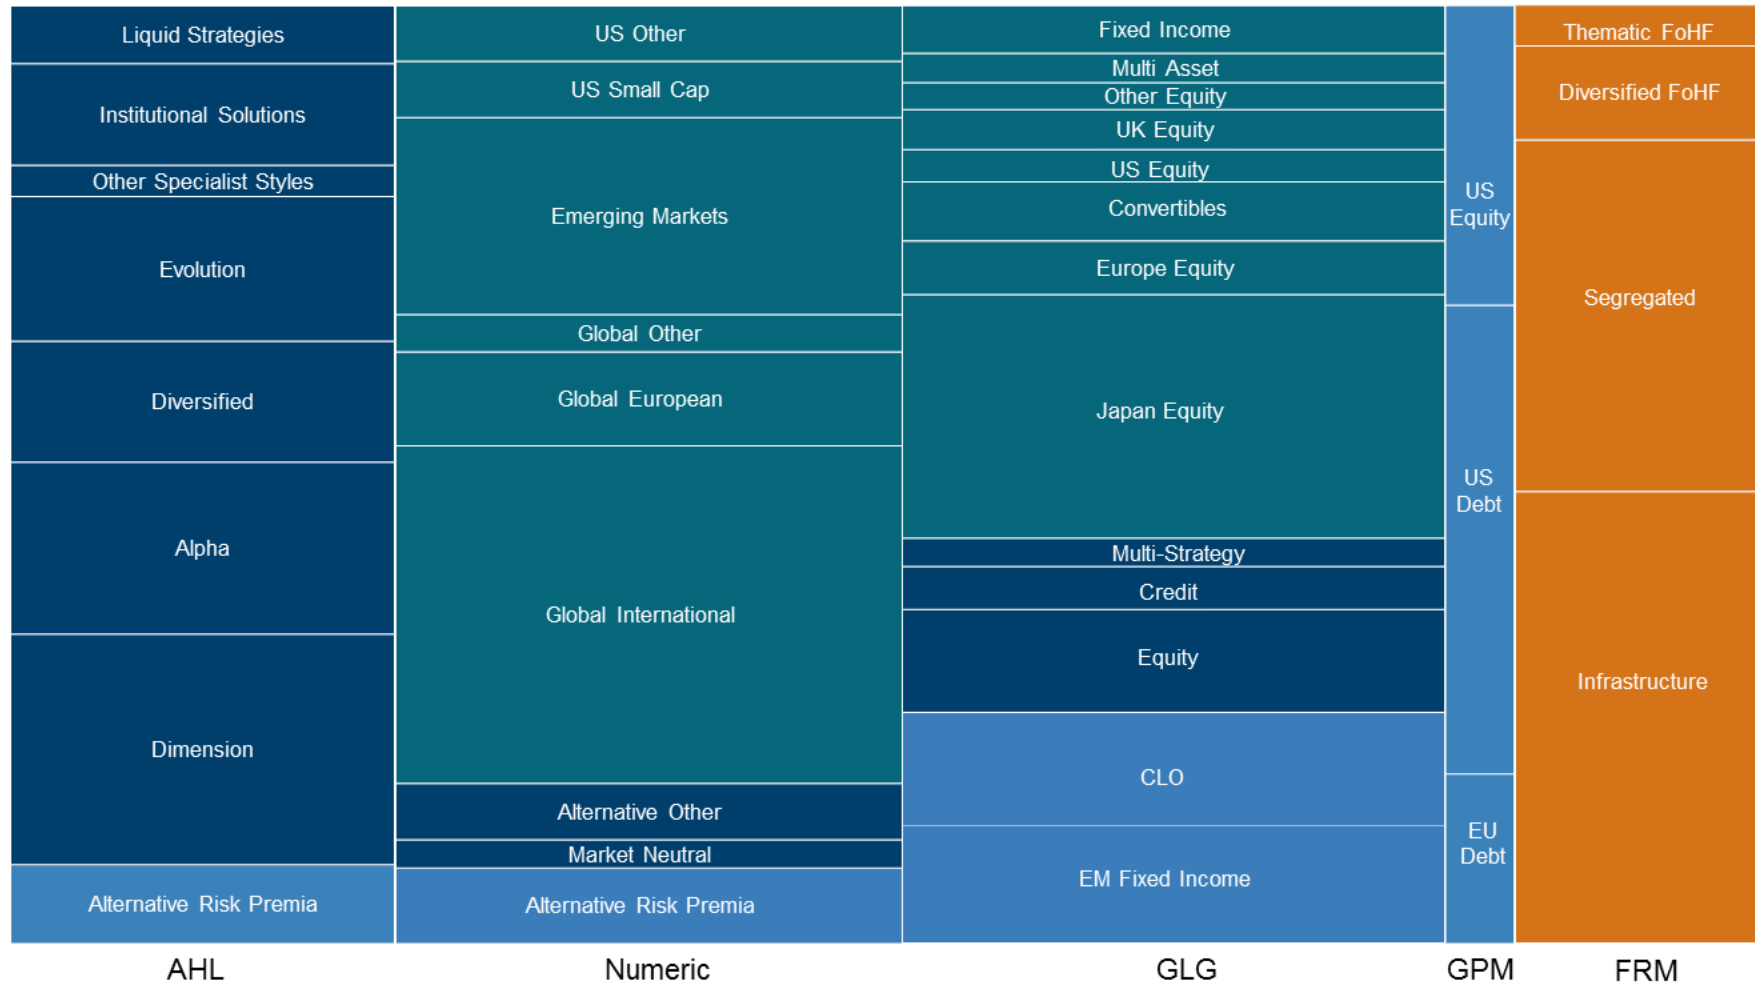 Liquid Strategies
Institutional Solutions
Other Specialist Styles
Evolution
Diversified
Alpha
Dimension
Alternative Risk Premia
AHL
US Other
US Small Cap
Emerging Markets
Global Other
Global European
Global International
Alternative Other
Market Neutral
Alternative Risk Premia
Numeric
Fixed Income
Multi Asset
Other Equity
UK Equity
US Equity
Convertibles
Europe Equity
Japan Equity
Multi-Strategy
Credit
Equity
CLO
EM Fixed Income
GLG
US
Equity
US
Debt
EU
Debt
GPM
Thematic FoHF
Diversified FoHF
Segregated
Infrastructure
FRM